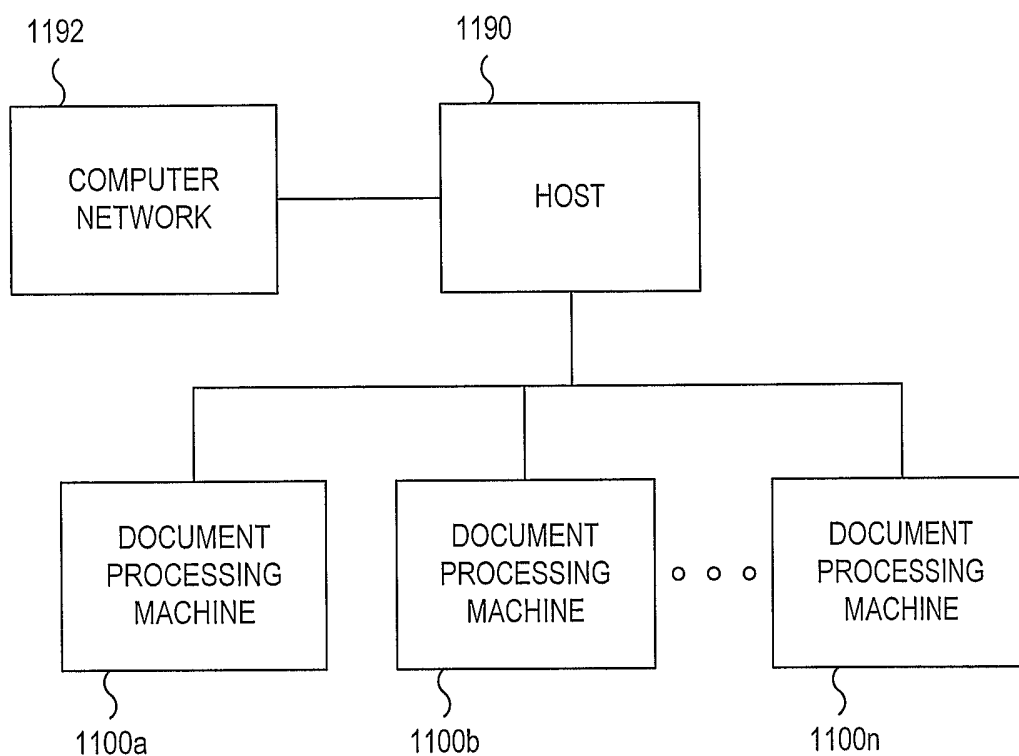 1192
1190
COMPUTER
NETWORK
HOST
DOCUMENT
PROCESSING
MACHINE
DOCUMENT
PROCESSING
MACHINE
DOCUMENT
PROCESSING
MACHINE
1100a
1100b
1100n